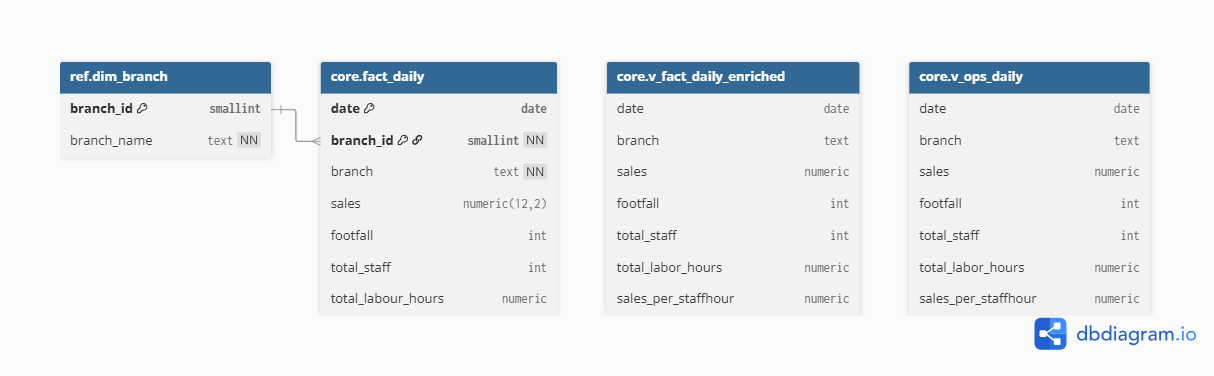 ref.dim_branch
branch_id smallint
branch_name text NN
core.fact_daily
date date
branch_id smallint NN
branch text NN
sales numeric(12,2)
footfall int
total_staff int
total_labour_hours numeric
core.v_fact_daily_enriched
date date
branch text
sales numeric
footfall int
total_staff int
total_labor_hours numeric
sales_per_staffhour numeric
core.v_ops_daily
date date
branch text
sales numeric
footfall int
total_staff int
total_labor_hours numeric
sales_per_staffhour numeric
dbdiagram.io